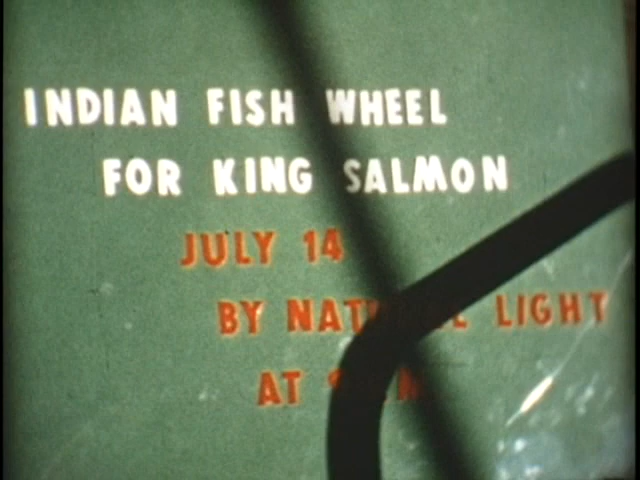 INDIAN FISH WHEEL
FOR KING SALMON
JULY 14
BY LIGHT
AT